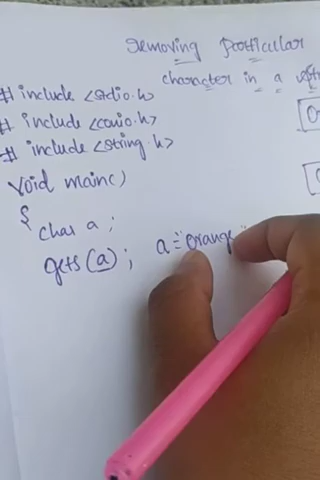 Removing Particular
character in a
# include <stdio.h>
# include <conio.h>
# include <string.h>
void main()
{
char a;
gets(a); a="orange"